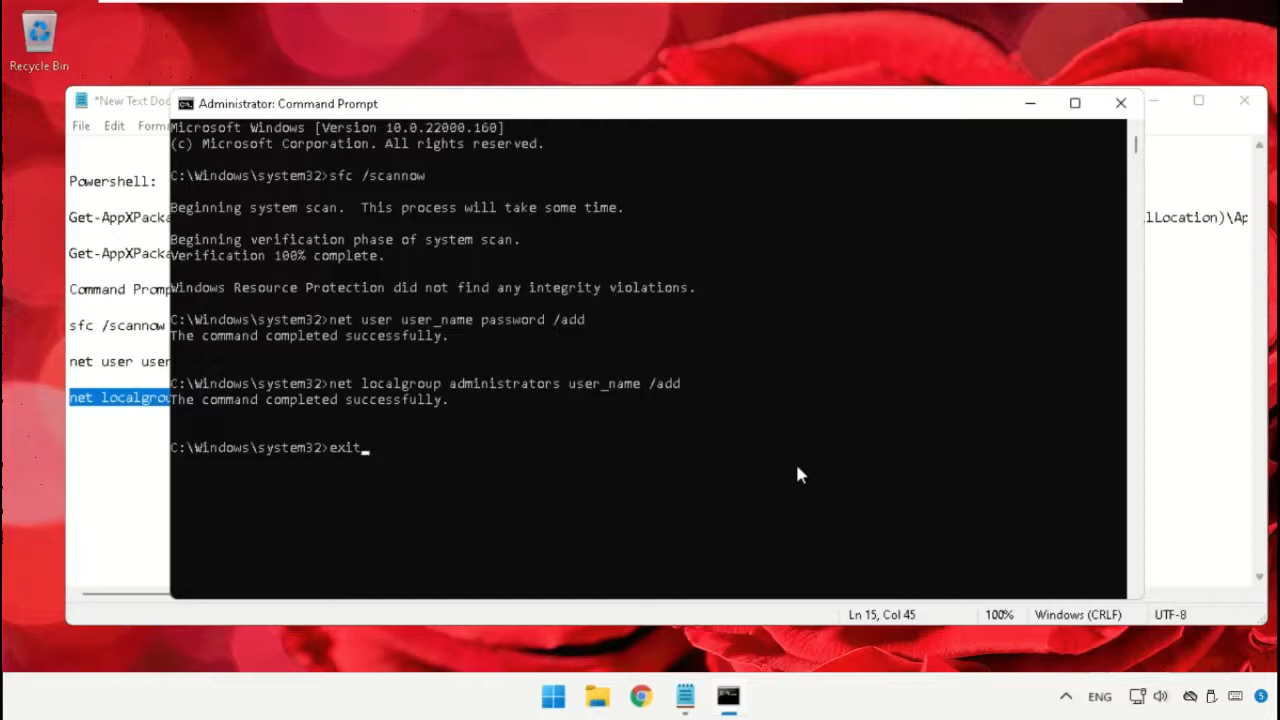 Recycle Bin
*New Text Doc
File Edit Forma
Powershell:
Get-AppXPacka
Get-AppXPacka
Command Promp
sfc /scannow
net user user
net localgrou
lLocation)\Ap
Administrator: Command Prompt
Microsoft Windows [Version 10.0.22000.160]
(c) Microsoft Corporation. All rights reserved.
C:\Windows\system32>sfc /scannow
Beginning system scan.  This process will take some time.
Beginning verification phase of system scan.
Verification 100% complete.
Windows Resource Protection did not find any integrity violations.
C:\Windows\system32>net user user_name password /add
The command completed successfully.
C:\Windows\system32>net localgroup administrators user_name /add
The command completed successfully.
C:\Windows\system32>exit
Ln 15, Col 45 100% Windows (CRLF) UTF-8
ENG 5